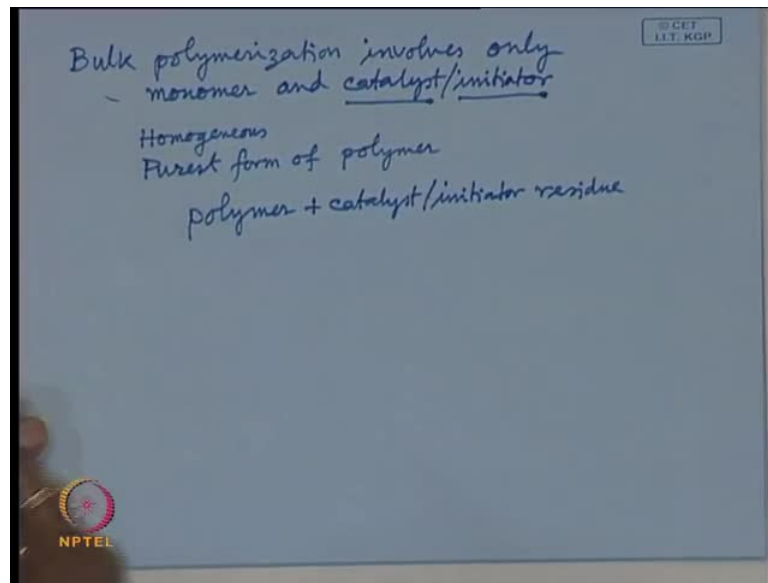 © CET
I.I.T. KGP
Bulk polymerization involves only
monomer and catalyst/initiator
Homogeneous
Purest form of polymer
polymer + catalyst/initiator residue
NPTEL